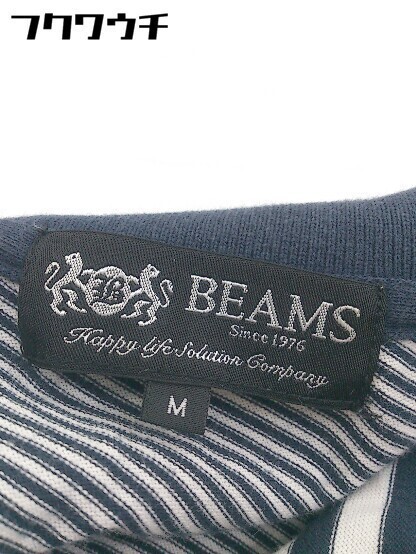 フクワウチ
BEAMS
Since 1976
Happy life Solution Company
M